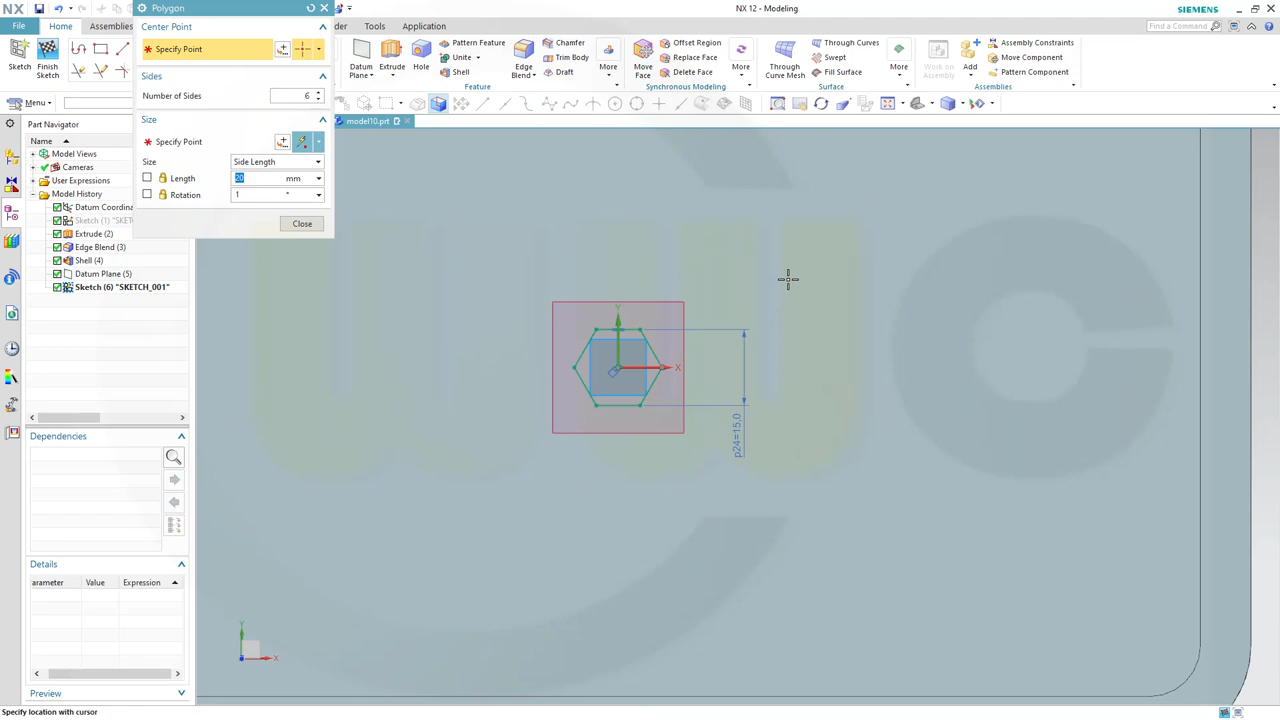 NX
Polygon
NX 12 - Modeling
SIEMENS
File
Home
Assemblies
Tools
Application
Find a Command
Sketch
Finish
Sketch
Datum
Plane
Extrude
Hole
Pattern Feature
Unite
Shell
Edge
Blend
Chamfer
Trim Body
Draft
More
Feature
Move
Face
Offset Region
Replace Face
Delete Face
More
Synchronous Modeling
Through
Curve Mesh
Through Curves
Swept
Fill Surface
More
Surface
Work on
Assembly
Add
Assembly Constraints
Move Component
Pattern Component
Assemblies
Menu
Center Point
* Specify Point
Sides
Number of Sides 6
Size
* Specify Point
Size Side Length
Length 20 mm
Rotation 1 °
Close
model10.prt
Part Navigator
Name
Model Views
Cameras
User Expressions
Model History
Datum Coordina
Sketch (1) "SKET
Extrude (2)
Edge Blend (3)
Shell (4)
Datum Plane (5)
Sketch (6) "SKETCH_001"
Dependencies
Details
arameter Value Expression
Preview
Y
X
p24=15,0
Y
X
Specify location with cursor